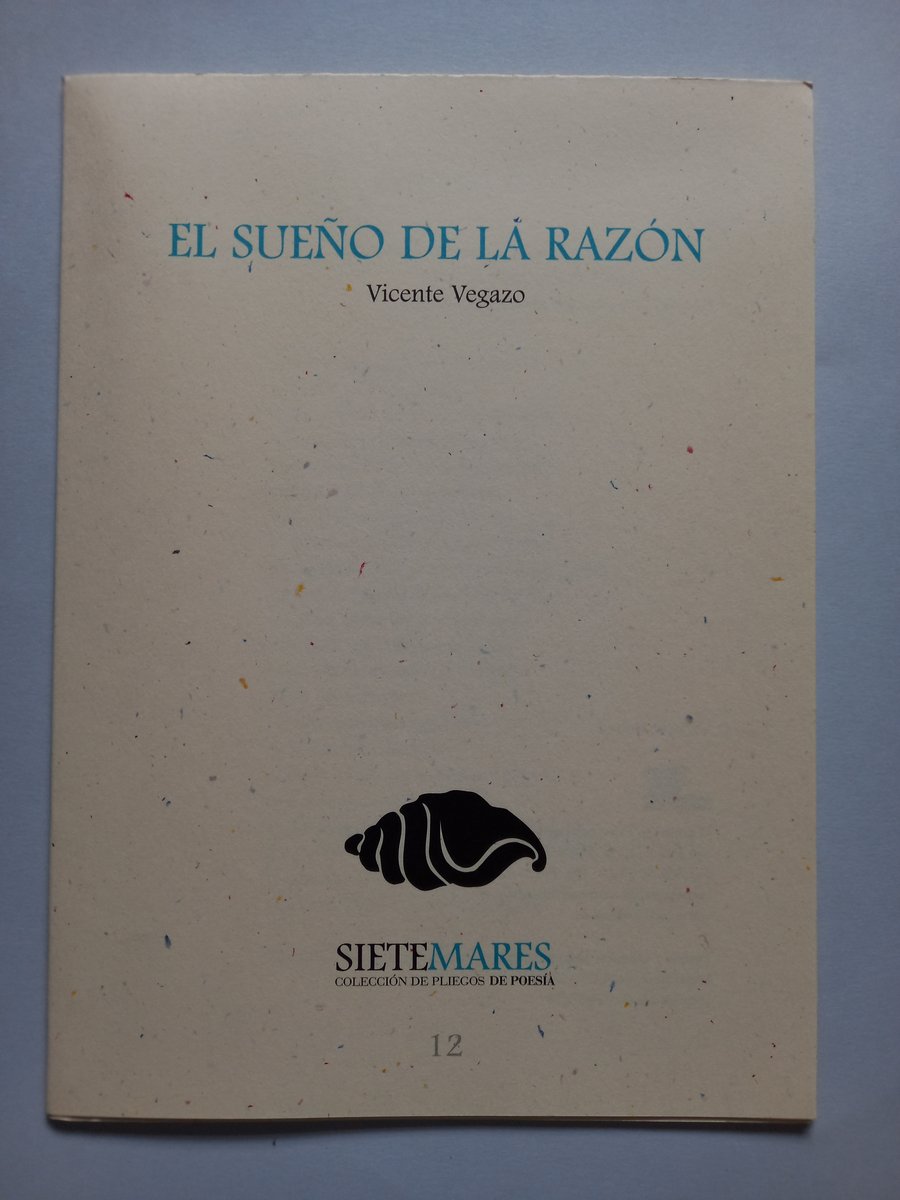 EL SUEÑO DE LA RAZÓN
Vicente Vegazo
SIETEMARES
COLECCIÓN DE PLIEGOS DE POESÍA
12